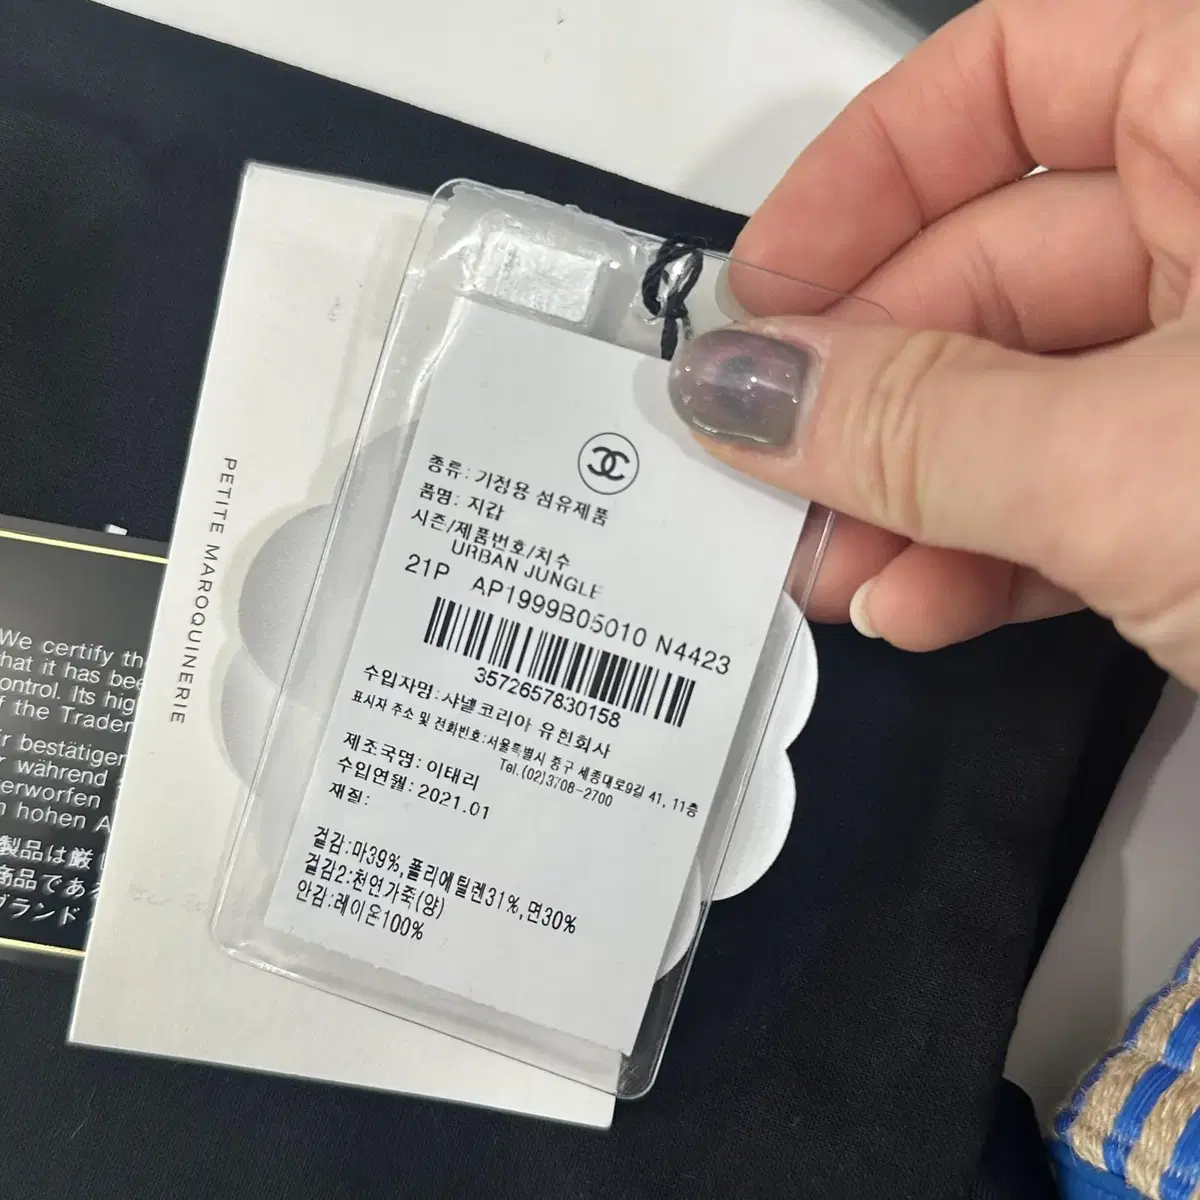 종류: 가정용 섬유제품
품명: 지갑
시즌/제품번호/치수
URBAN JUNGLE
21P AP1999B05010 N4423
3572657830158
수입자명: 샤넬코리아 유한회사
표시자 주소 및 전화번호:서울특별시 중구 세종대로9길 41, 11층
Tel.(02)3708-2700
제조국명: 이태리
수입연월: 2021.01
재질:
겉감:마39%,폴리에틸렌31%,면30%
겉감2:천연가죽(양)
안감:레이온100%
PETITE MAROQUINERIE
We certify th
hat it has bee
ontrol. Its hig
f the Trader
ir bestätiger
r während
erworfen
n hohen A
製品は厳
商品であ
ブランド